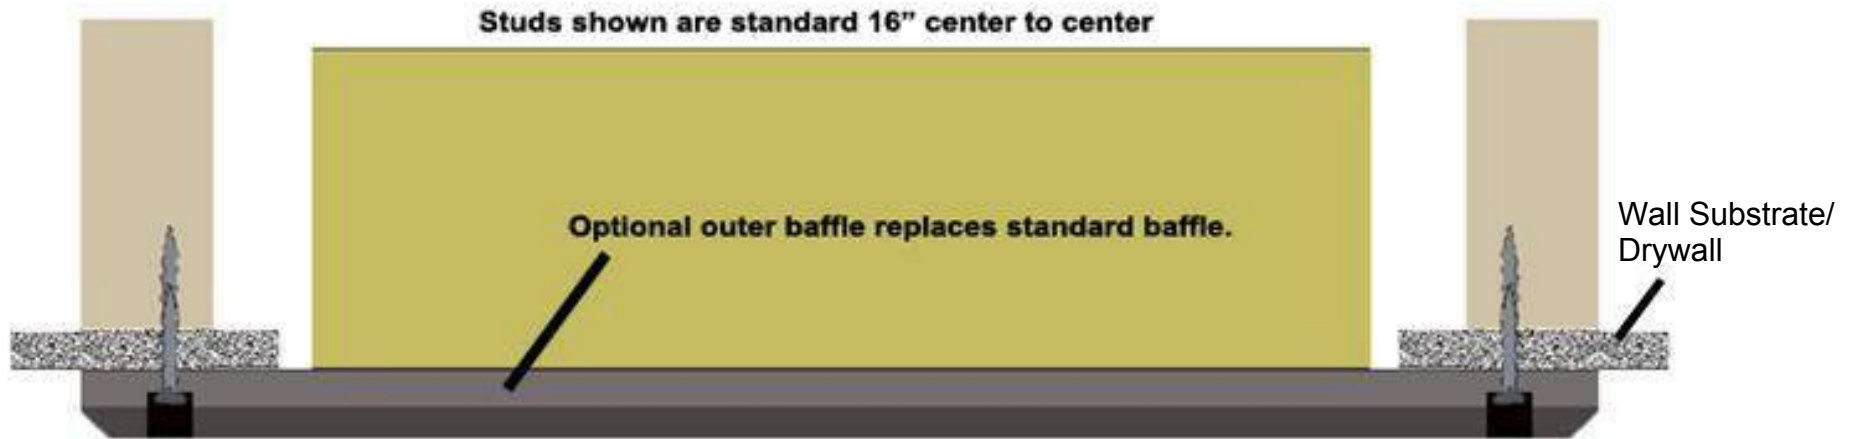 Studs shown are standard 16” center to center
Optional outer baffle replaces standard baffle.
Wall Substrate/
Drywall